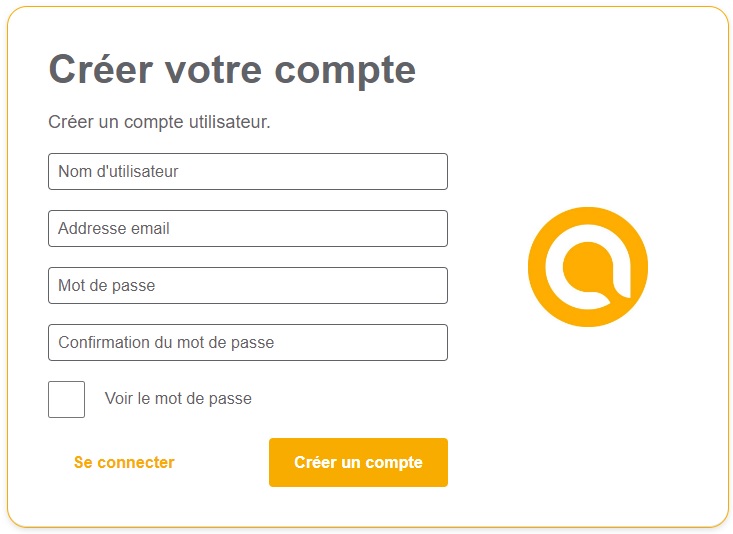 Créer votre compte
Créer un compte utilisateur.
Nom d'utilisateur
Addresse email
Mot de passe
Confirmation du mot de passe
Voir le mot de passe
Se connecter
Créer un compte